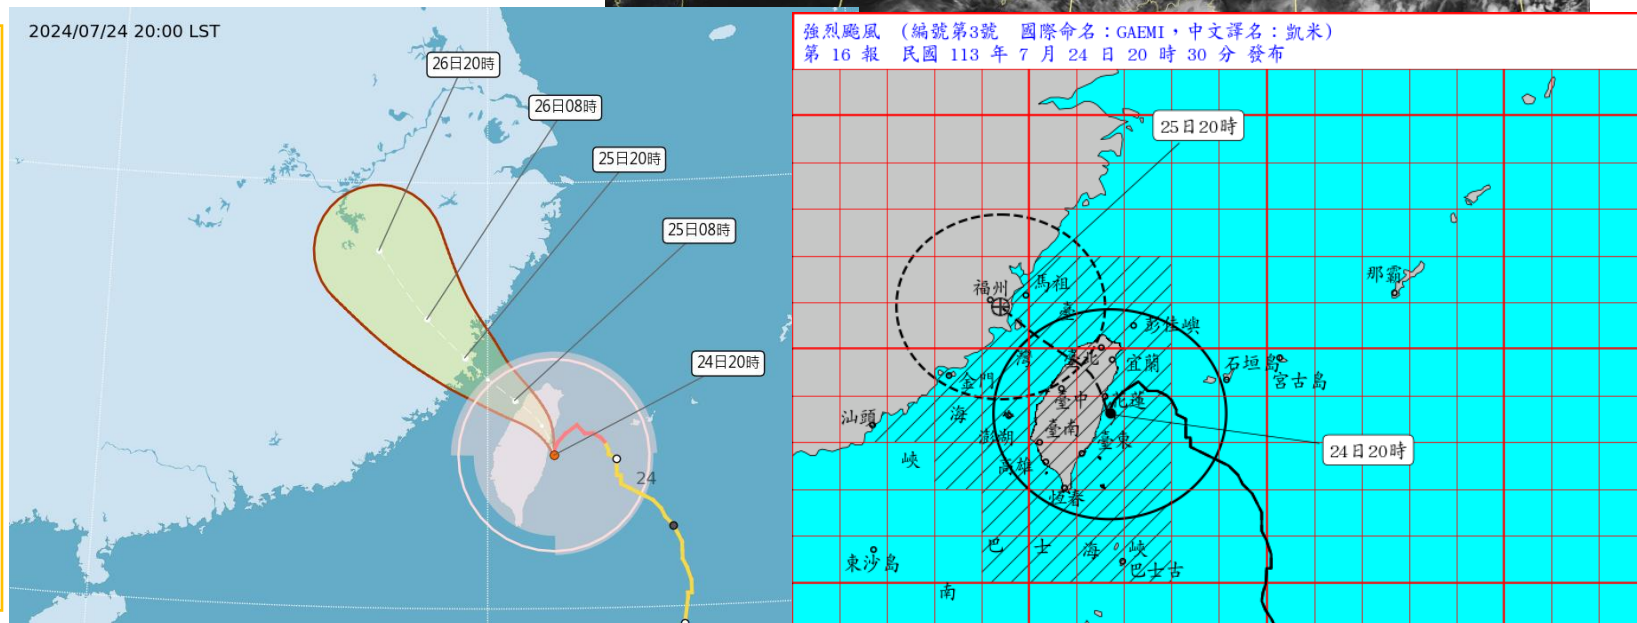 2024/07/24 20:00 LST
26日20時
26日08時
25日20時
25日08時
24日20時
24
強烈颱風 (編號第3號 國際命名：GAEMI，中文譯名：凱米)
第 16 報 民國 113 年 7 月 24 日 20 時 30 分 發布
25日20時
那霸
福州
馬祖
臺
彭佳嶼
灣
臺北
宜蘭
石垣島
宮古島
金門
臺中
花蓮
汕頭
海
澎湖
臺南
臺東
24日20時
峽
高雄
恆春
巴 士 海 峽
東沙島
巴士古
南